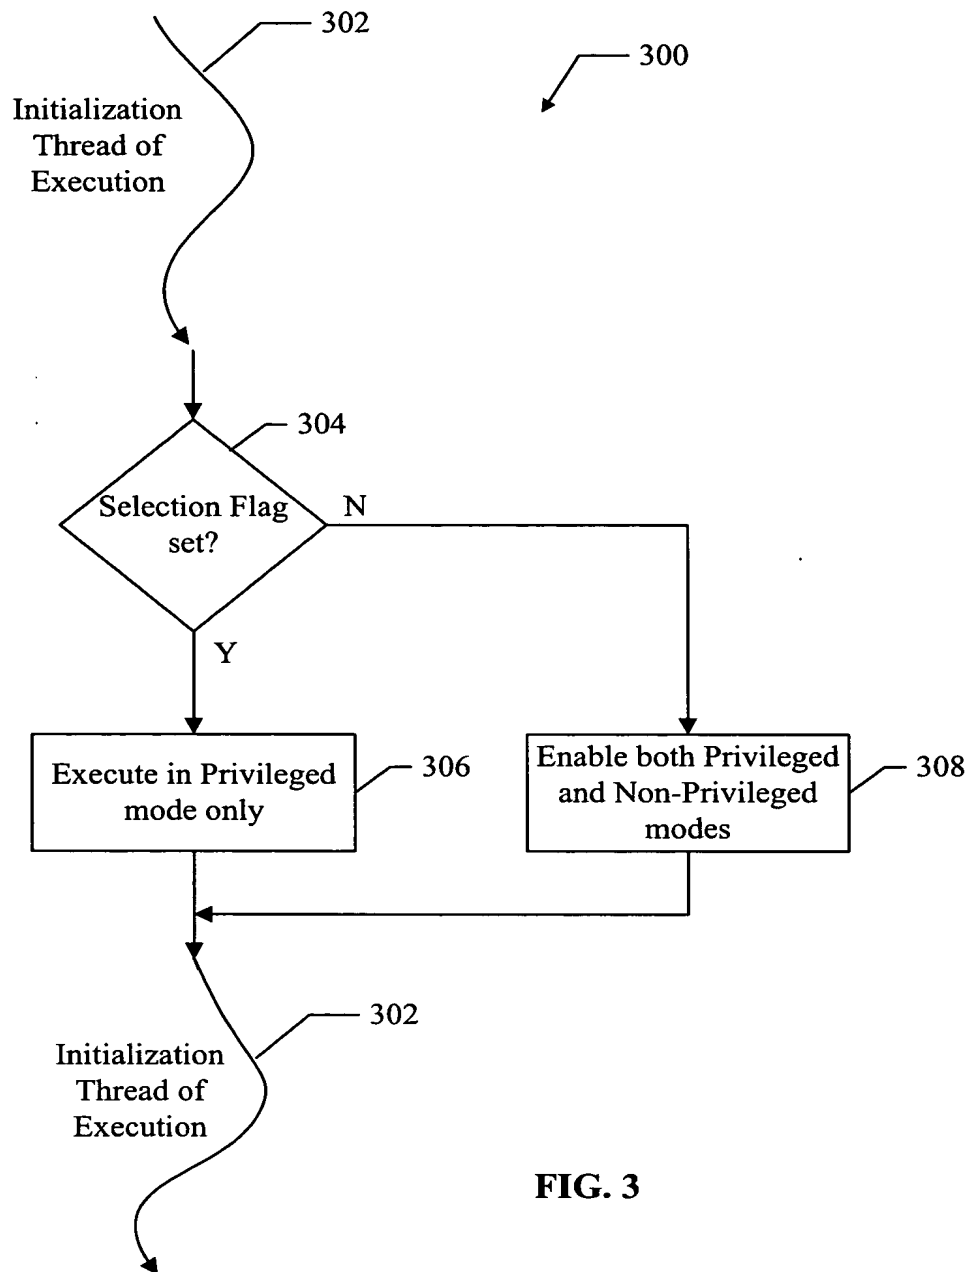 302
300
Initialization
Thread of
Execution
304
Selection Flag
set?
N
Y
Execute in Privileged
mode only
306
Enable both Privileged
and Non-Privileged
modes
308
302
Initialization
Thread of
Execution
FIG. 3